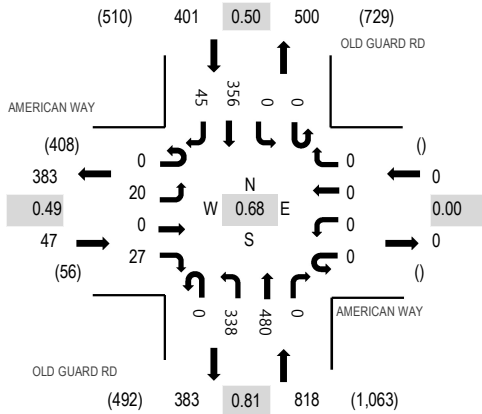 (510) 401 0.50 500 (729)
OLD GUARD RD
45 356 0 0
AMERICAN WAY
(408) ()
0 0
383 0
20 N 0
0.49 W 0.68 E 0.00
0 S 0
47 0
27 0
(56) ()
0 338 480 0
AMERICAN WAY
OLD GUARD RD
(492) 383 0.81 818 (1,063)